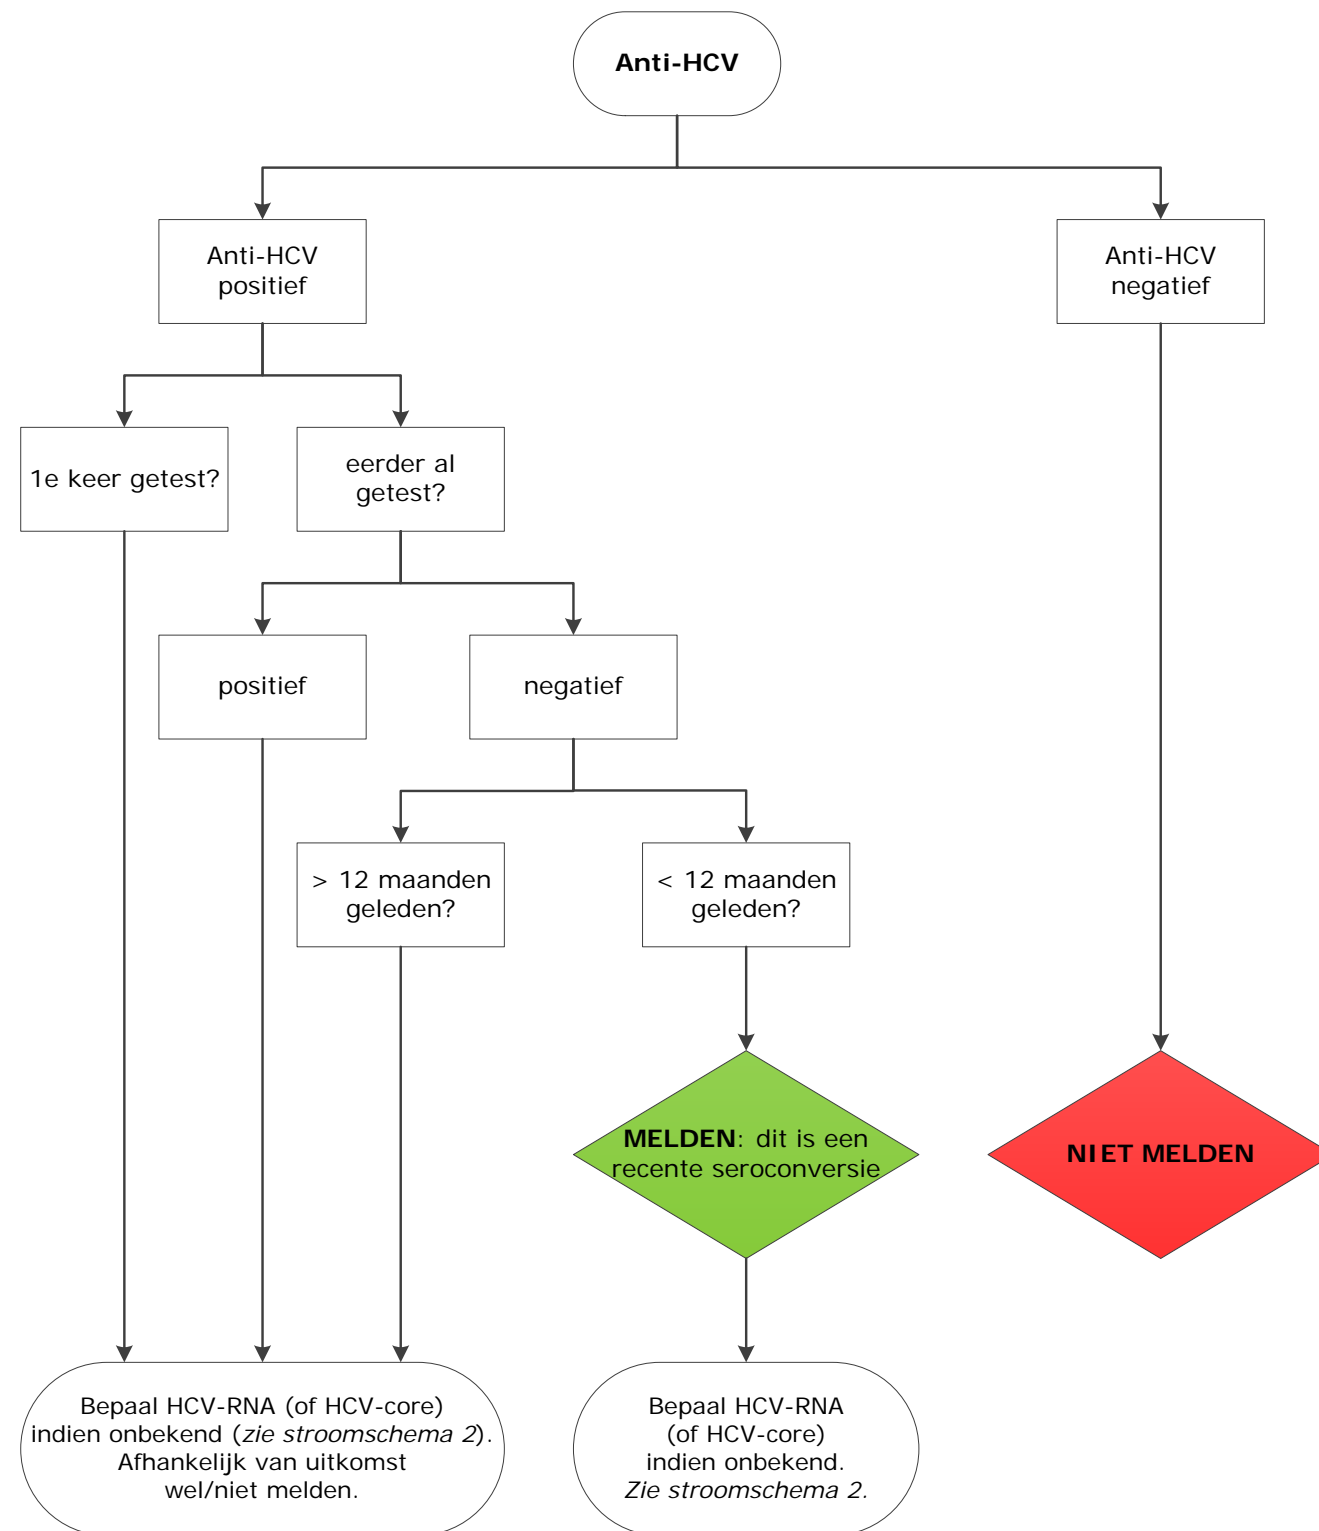 Anti-HCV
Anti-HCV
positief
Anti-HCV
negatief
1e keer getest?
eerder al
getest?
positief
negatief
> 12 maanden
geleden?
< 12 maanden
geleden?
MELDEN: dit is een
recente seroconversie
NIET MELDEN
Bepaal HCV-RNA (of HCV-core)
indien onbekend (zie stroomschema 2).
Afhankelijk van uitkomst
wel/niet melden.
Bepaal HCV-RNA
(of HCV-core)
indien onbekend.
Zie stroomschema 2.